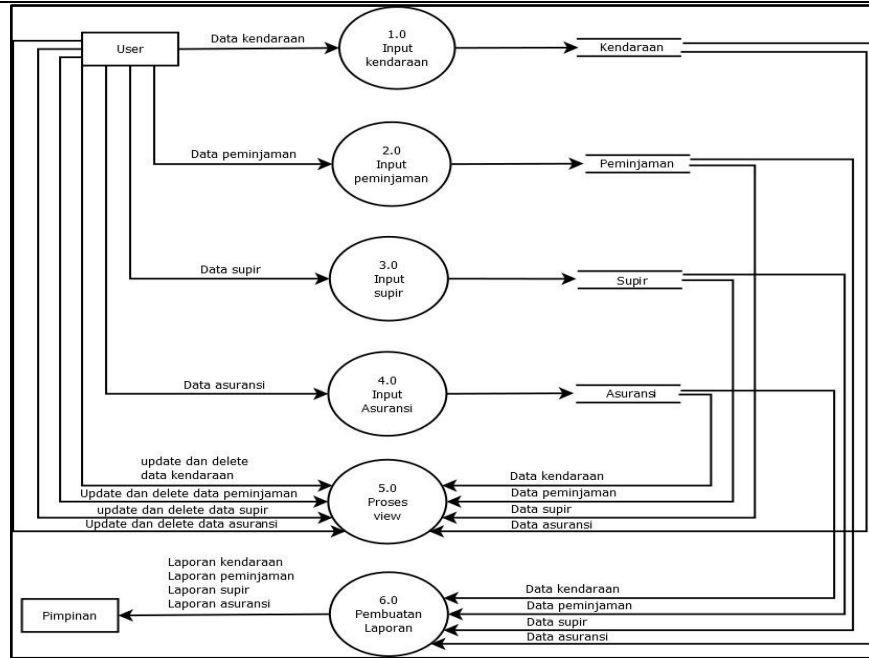 User
Data kendaraan
1.0
Input
kendaraan
Kendaraan
Data peminjaman
2.0
Input
peminjaman
Peminjaman
Data supir
3.0
Input
supir
Supir
Data asuransi
4.0
Input
Asuransi
Asuransi
update dan delete
data kendaraan
Update dan delete data peminjaman
update dan delete data supir
Update dan delete data asuransi
5.0
Proses
view
Data kendaraan
Data peminjaman
Data supir
Data asuransi
Laporan kendaraan
Laporan peminjaman
Laporan supir
Laporan asuransi
Pimpinan
6.0
Pembuatan
Laporan
Data kendaraan
Data peminjaman
Data supir
Data asuransi